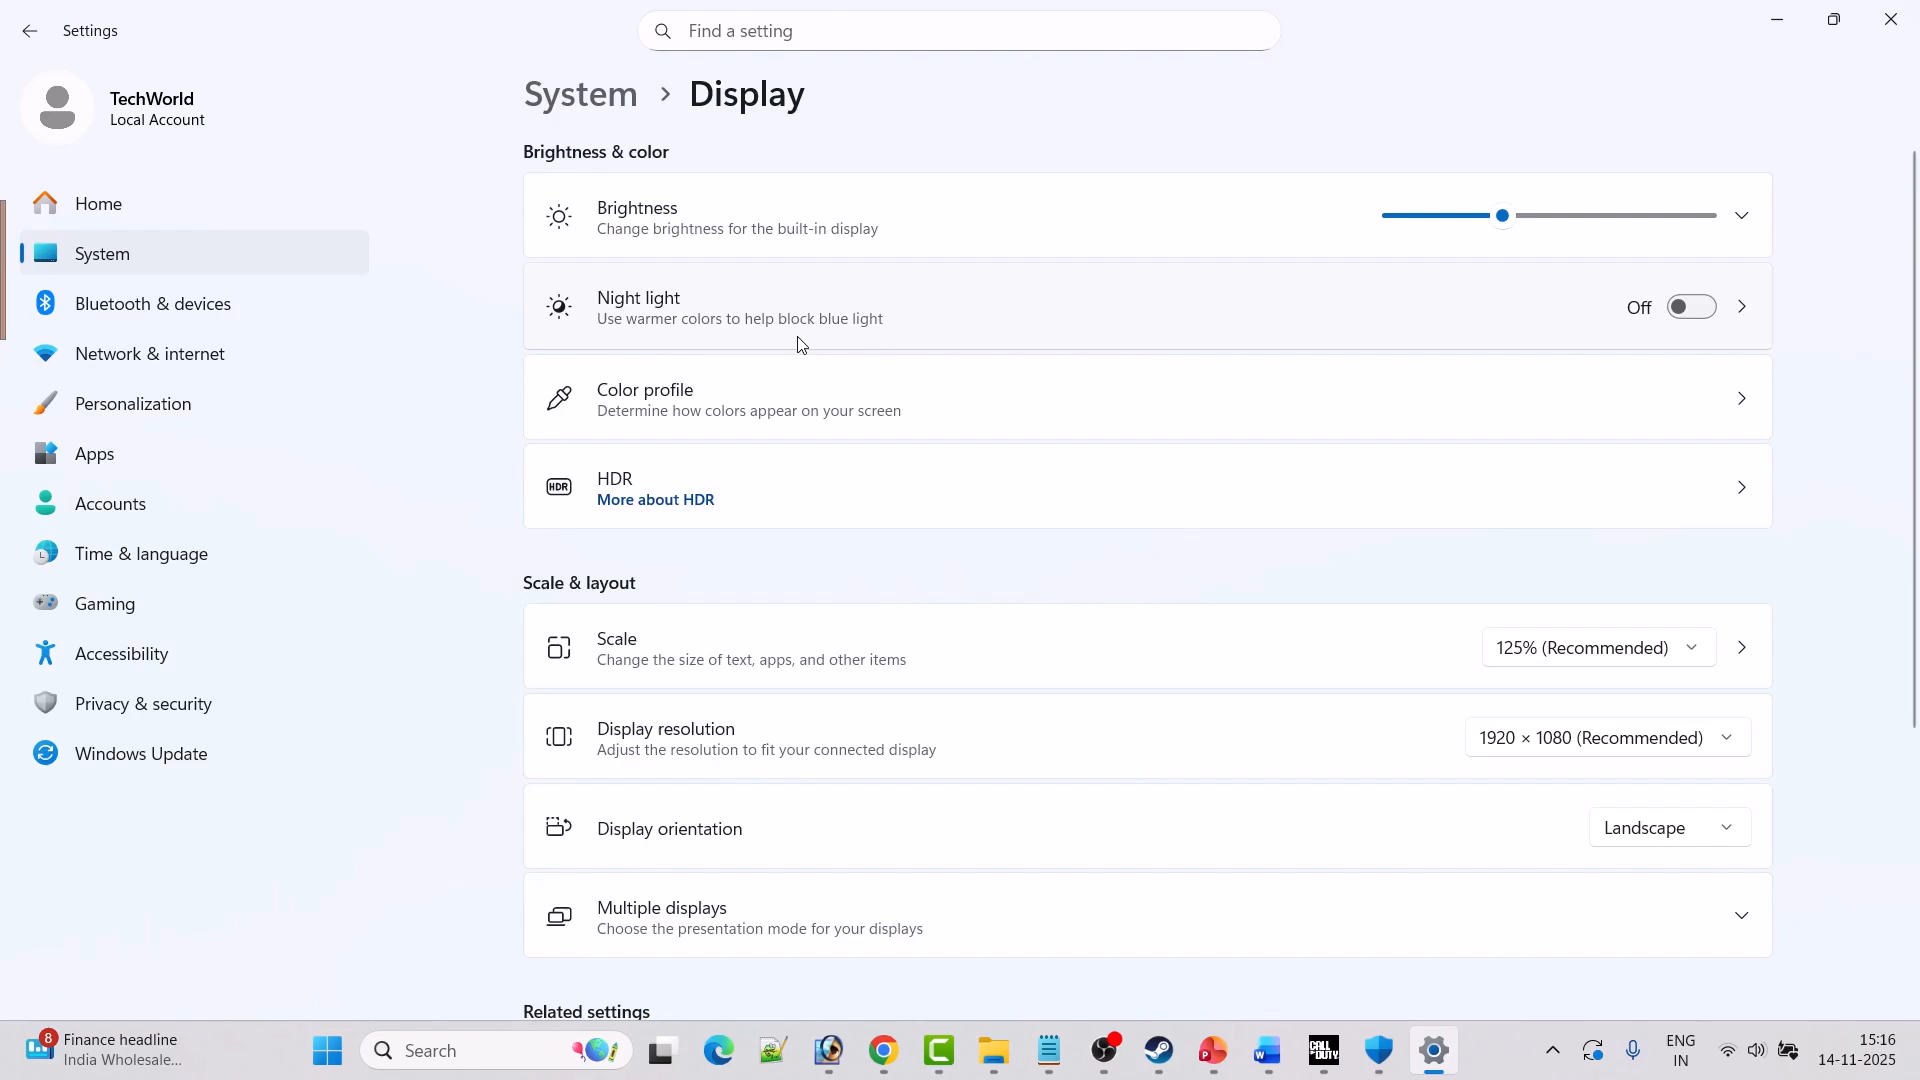 Settings
Find a setting
TechWorld
Local Account
Home
System
Bluetooth & devices
Network & internet
Personalization
Apps
Accounts
Time & language
Gaming
Accessibility
Privacy & security
Windows Update
System > Display
Brightness & color
Brightness
Change brightness for the built-in display
Night light
Use warmer colors to help block blue light
Off
Color profile
Determine how colors appear on your screen
HDR
HDR
More about HDR
Scale & layout
Scale
Change the size of text, apps, and other items
125% (Recommended)
Display resolution
Adjust the resolution to fit your connected display
1920 × 1080 (Recommended)
Display orientation
Landscape
Multiple displays
Choose the presentation mode for your displays
Related settings
8
Finance headline
India Wholesale...
Search
CALL OF DUTY
ENG
IN
15:16
14-11-2025